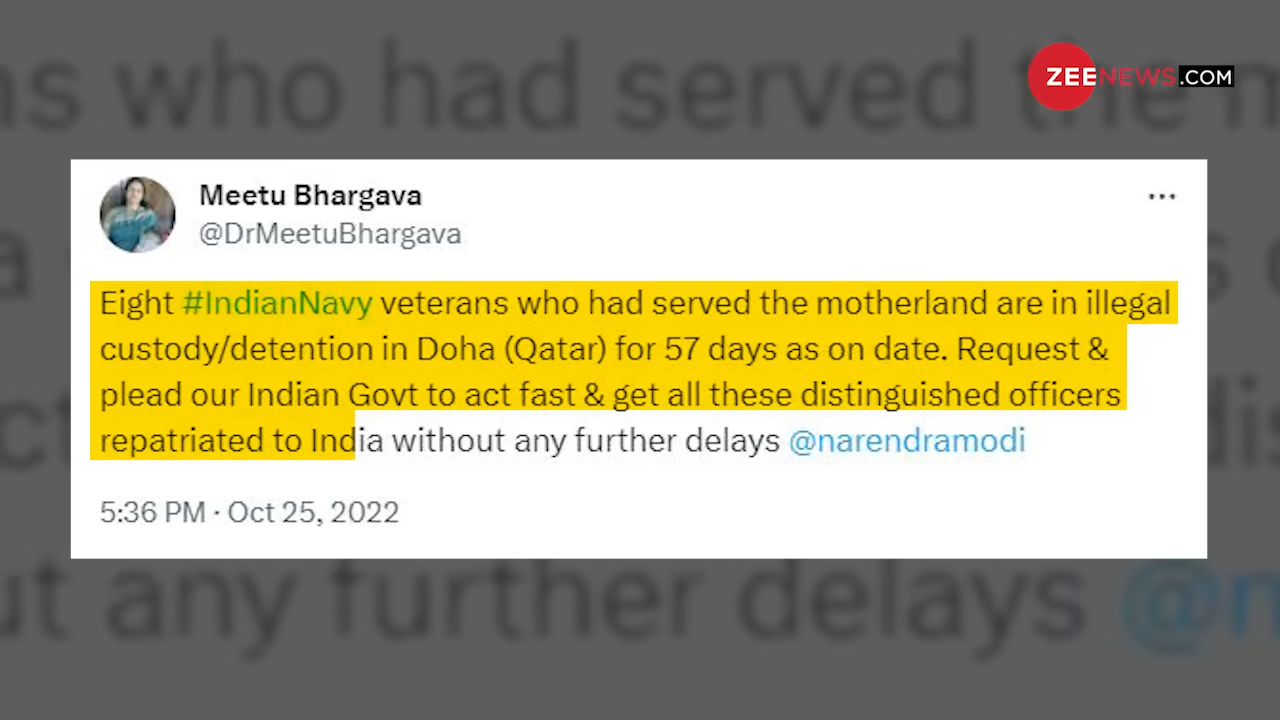 ns who had served the m
ZEENEWS.COM
Meetu Bhargava
@DrMeetuBhargava
Eight #IndianNavy veterans who had served the motherland are in illegal
custody/detention in Doha (Qatar) for 57 days as on date. Request &
plead our Indian Govt to act fast & get all these distinguished officers
repatriated to India without any further delays @narendramodi
5:36 PM · Oct 25, 2022
ut any further delays @n